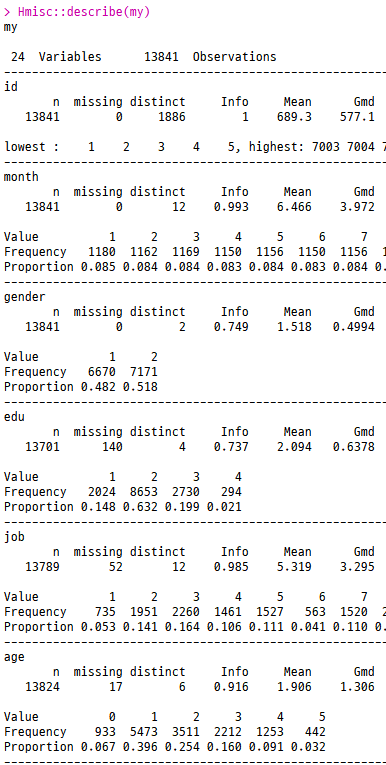 > Hmisc::describe(my)
my
24 Variables 13841 Observations
--------------------------------------------------------
id
n missing distinct Info Mean Gmd
13841 0 1886 1 689.3 577.1
lowest : 1 2 3 4 5, highest: 7003 7004 7
--------------------------------------------------------
month
n missing distinct Info Mean Gmd
13841 0 12 0.993 6.466 3.972
Value 1 2 3 4 5 6 7
Frequency 1180 1162 1169 1150 1156 1150 1156 1
Proportion 0.085 0.084 0.084 0.083 0.084 0.083 0.084 0.
--------------------------------------------------------
gender
n missing distinct Info Mean Gmd
13841 0 2 0.749 1.518 0.4994
Value 1 2
Frequency 6670 7171
Proportion 0.482 0.518
--------------------------------------------------------
edu
n missing distinct Info Mean Gmd
13701 140 4 0.737 2.094 0.6378
Value 1 2 3 4
Frequency 2024 8653 2730 294
Proportion 0.148 0.632 0.199 0.021
--------------------------------------------------------
job
n missing distinct Info Mean Gmd
13789 52 12 0.985 5.319 3.295
Value 1 2 3 4 5 6 7
Frequency 735 1951 2260 1461 1527 563 1520 2
Proportion 0.053 0.141 0.164 0.106 0.111 0.041 0.110 0.
--------------------------------------------------------
age
n missing distinct Info Mean Gmd
13824 17 6 0.916 1.906 1.306
Value 0 1 2 3 4 5
Frequency 933 5473 3511 2212 1253 442
Proportion 0.067 0.396 0.254 0.160 0.091 0.032
--------------------------------------------------------